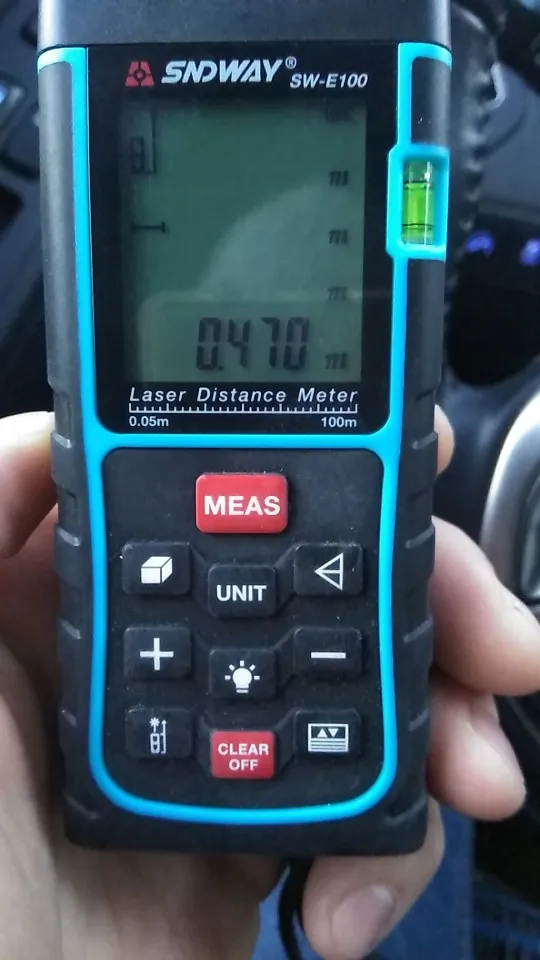 SNDWAY® SW-E100
m
m
m
0.470 m
Laser Distance Meter
0.05m 100m
MEAS
UNIT
+ −
CLEAR
OFF